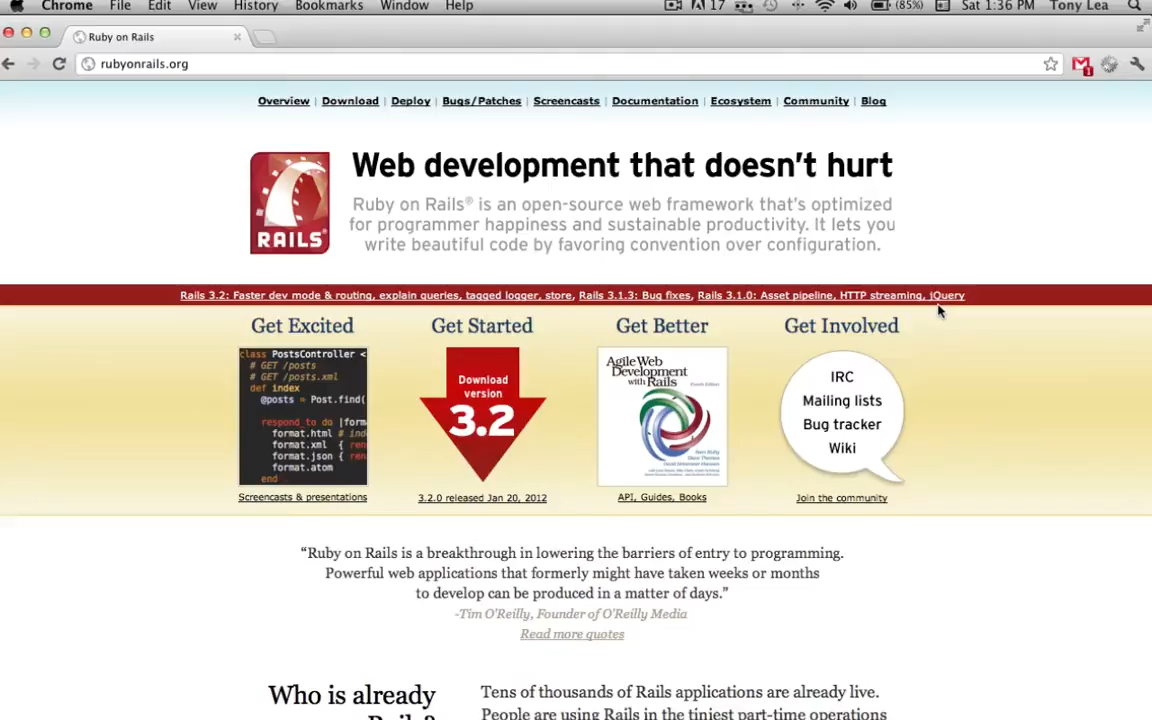 Chrome File Edit View History Bookmarks Window Help 17 (85%) Sat 1:36 PM Tony Lea
Ruby on Rails
rubyonrails.org
1
Overview | Download | Deploy | Bugs/Patches | Screencasts | Documentation | Ecosystem | Community | Blog
RAILS
Web development that doesn't hurt
Ruby on Rails® is an open-source web framework that's optimized
for programmer happiness and sustainable productivity. It lets you
write beautiful code by favoring convention over configuration.
Rails 3.2: Faster dev mode & routing, explain queries, tagged logger, store, Rails 3.1.3: Bug fixes, Rails 3.1.0: Asset pipeline, HTTP streaming, jQuery
Get Excited
class PostsController <
# GET /posts
# GET /posts.xml
def index
@posts = Post.find(
respond_to do |form
format.html # ind
format.xml { ren
format.json { ren
format.atom
end
Screencasts & presentations
Get Started
Download
version
3.2
3.2.0 released Jan 20, 2012
Get Better
Agile Web
Development
with Rails
API, Guides, Books
Get Involved
IRC
Mailing lists
Bug tracker
Wiki
Join the community
“Ruby on Rails is a breakthrough in lowering the barriers of entry to programming.
Powerful web applications that formerly might have taken weeks or months
to develop can be produced in a matter of days.”
-Tim O'Reilly, Founder of O'Reilly Media
Read more quotes
Who is already
Rails?
Tens of thousands of Rails applications are already live.
People are using Rails in the tiniest part-time operations